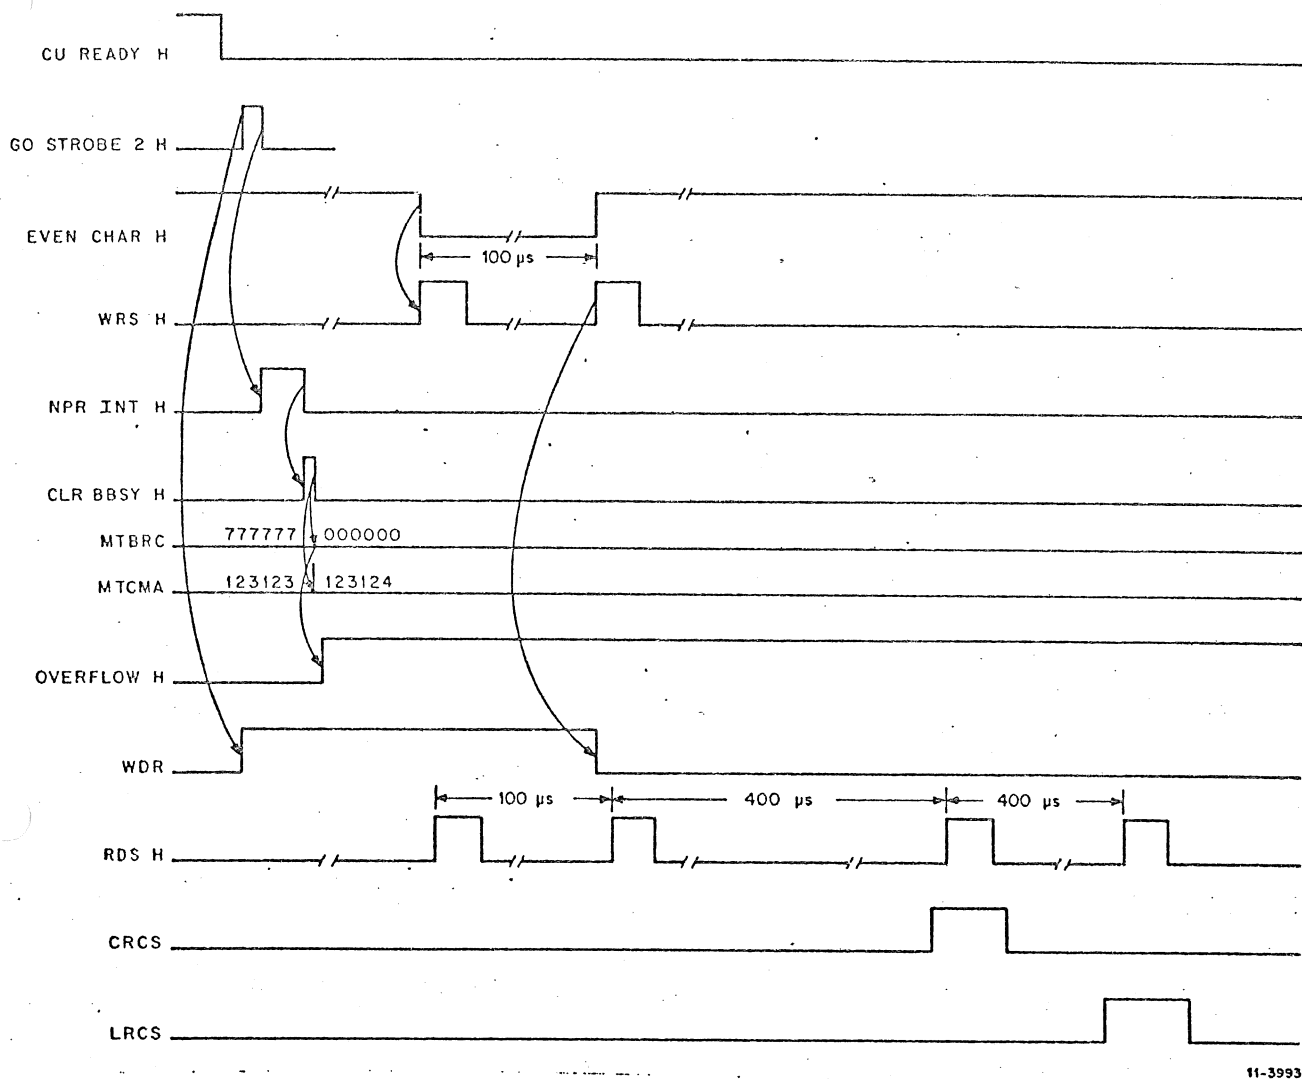 CU READY H
GO STROBE 2 H
EVEN CHAR H
100 µs
WRS H
NPR INT H
CLR BBSY H
MTBRC 777777 000000
MTCMA 123123 123124
OVERFLOW H
WDR
100 µs 400 µs 400 µs
RDS H
CRCS
LRCS
11-3993